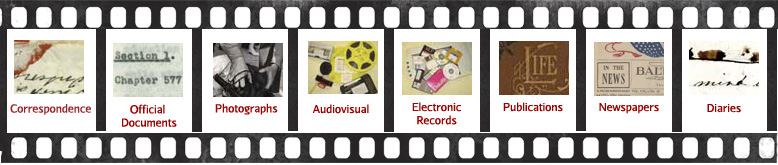 Section 1.
Chapter 577
LIFE
IN THE
NEWS
BAL
Correspondence
Official
Documents
Photographs
Audiovisual
Electronic
Records
Publications
Newspapers
Diaries